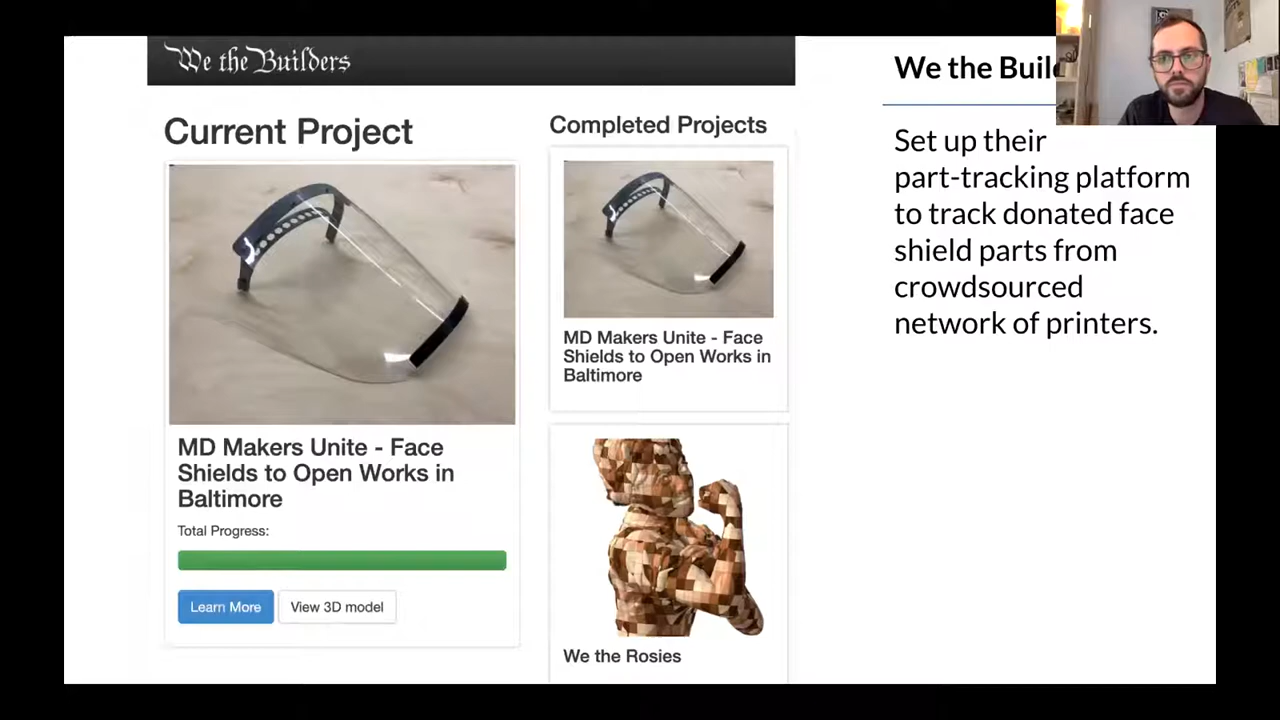 We the Builders
Current Project
MD Makers Unite - Face
Shields to Open Works in
Baltimore
Total Progress:
Learn More
View 3D model
Completed Projects
MD Makers Unite - Face
Shields to Open Works in
Baltimore
We the Rosies
We the
Set up their
part-tracking platform
to track donated face
shield parts from
crowdsourced
network of printers.